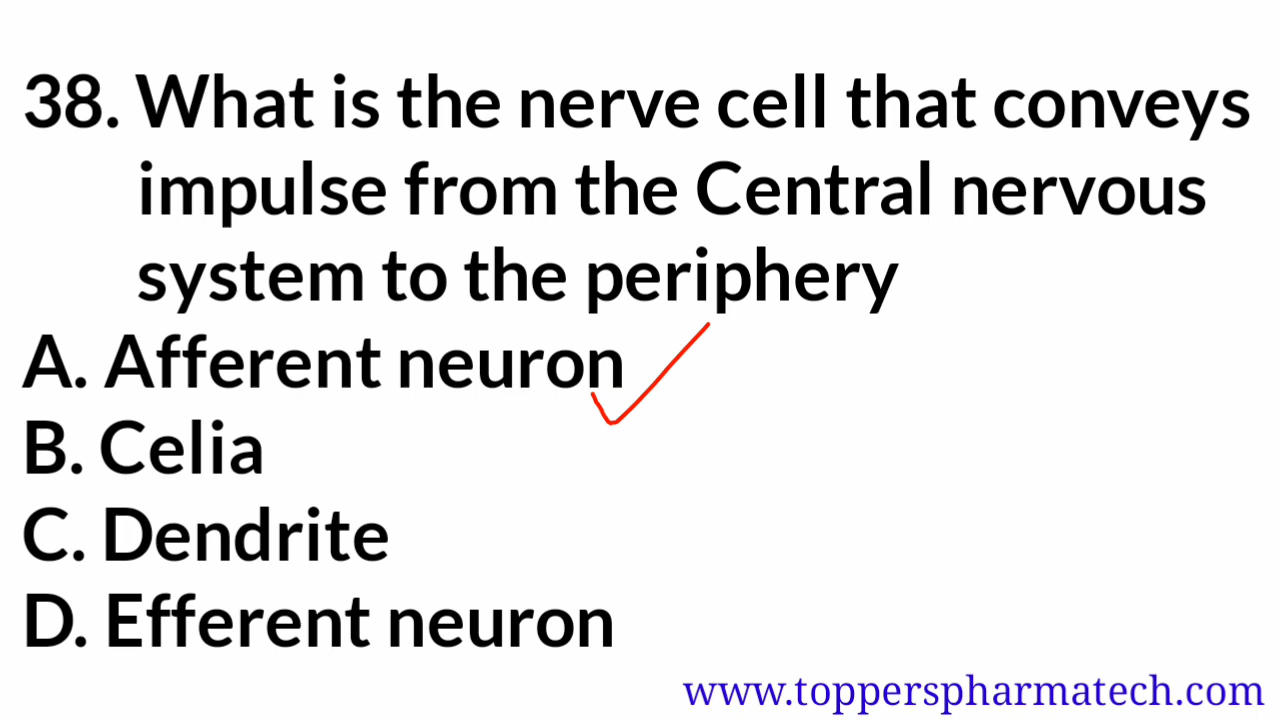 38. What is the nerve cell that conveys
impulse from the Central nervous
system to the periphery
A. Afferent neuron
B. Celia
C. Dendrite
D. Efferent neuron
www.topperspharmatech.com